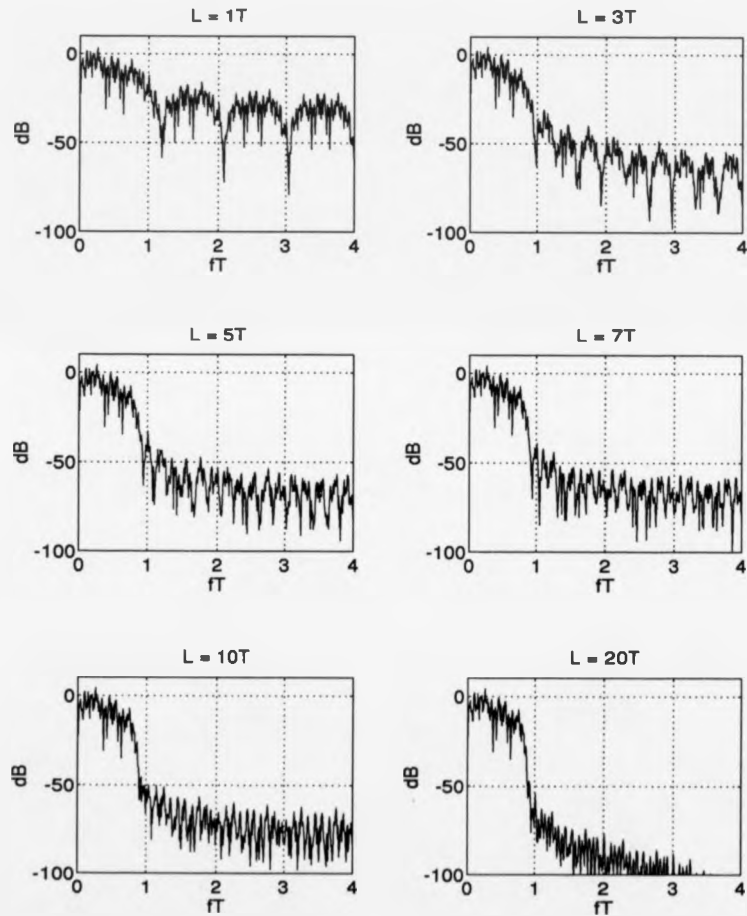 L = 1T
0
-50
-100
dB
0 1 2 3 4
fT
L = 3T
0
-50
-100
dB
0 1 2 3 4
fT
L = 5T
0
-50
-100
dB
0 1 2 3 4
fT
L = 7T
0
-50
-100
dB
0 1 2 3 4
fT
L = 10T
0
-50
-100
dB
0 1 2 3 4
fT
L = 20T
0
-50
-100
dB
0 1 2 3 4
fT